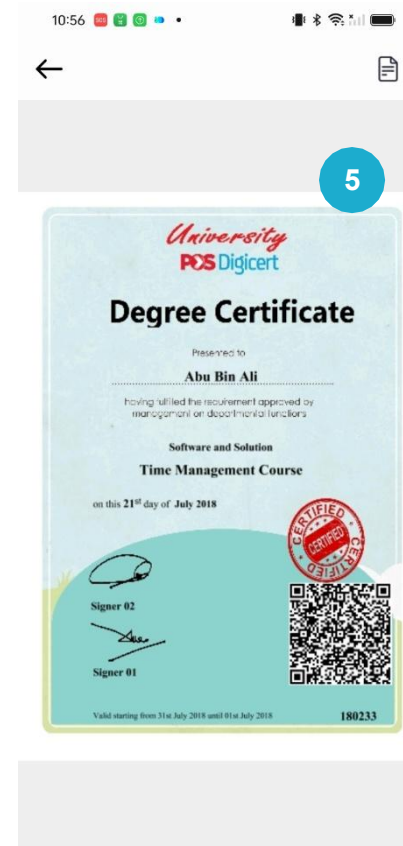 10:56
5
University
POS Digicert
Degree Certificate
Presented to
Abu Bin Ali
having fulfilled the requirement approved by
management on departmental functions
Software and Solution
Time Management Course
on this 21st day of July 2018
CERTIFIED
CERTIFIED
CERTIFIED
Signer 02
Signer 01
Valid starting from 31st July 2018 until 01st July 2018
180233